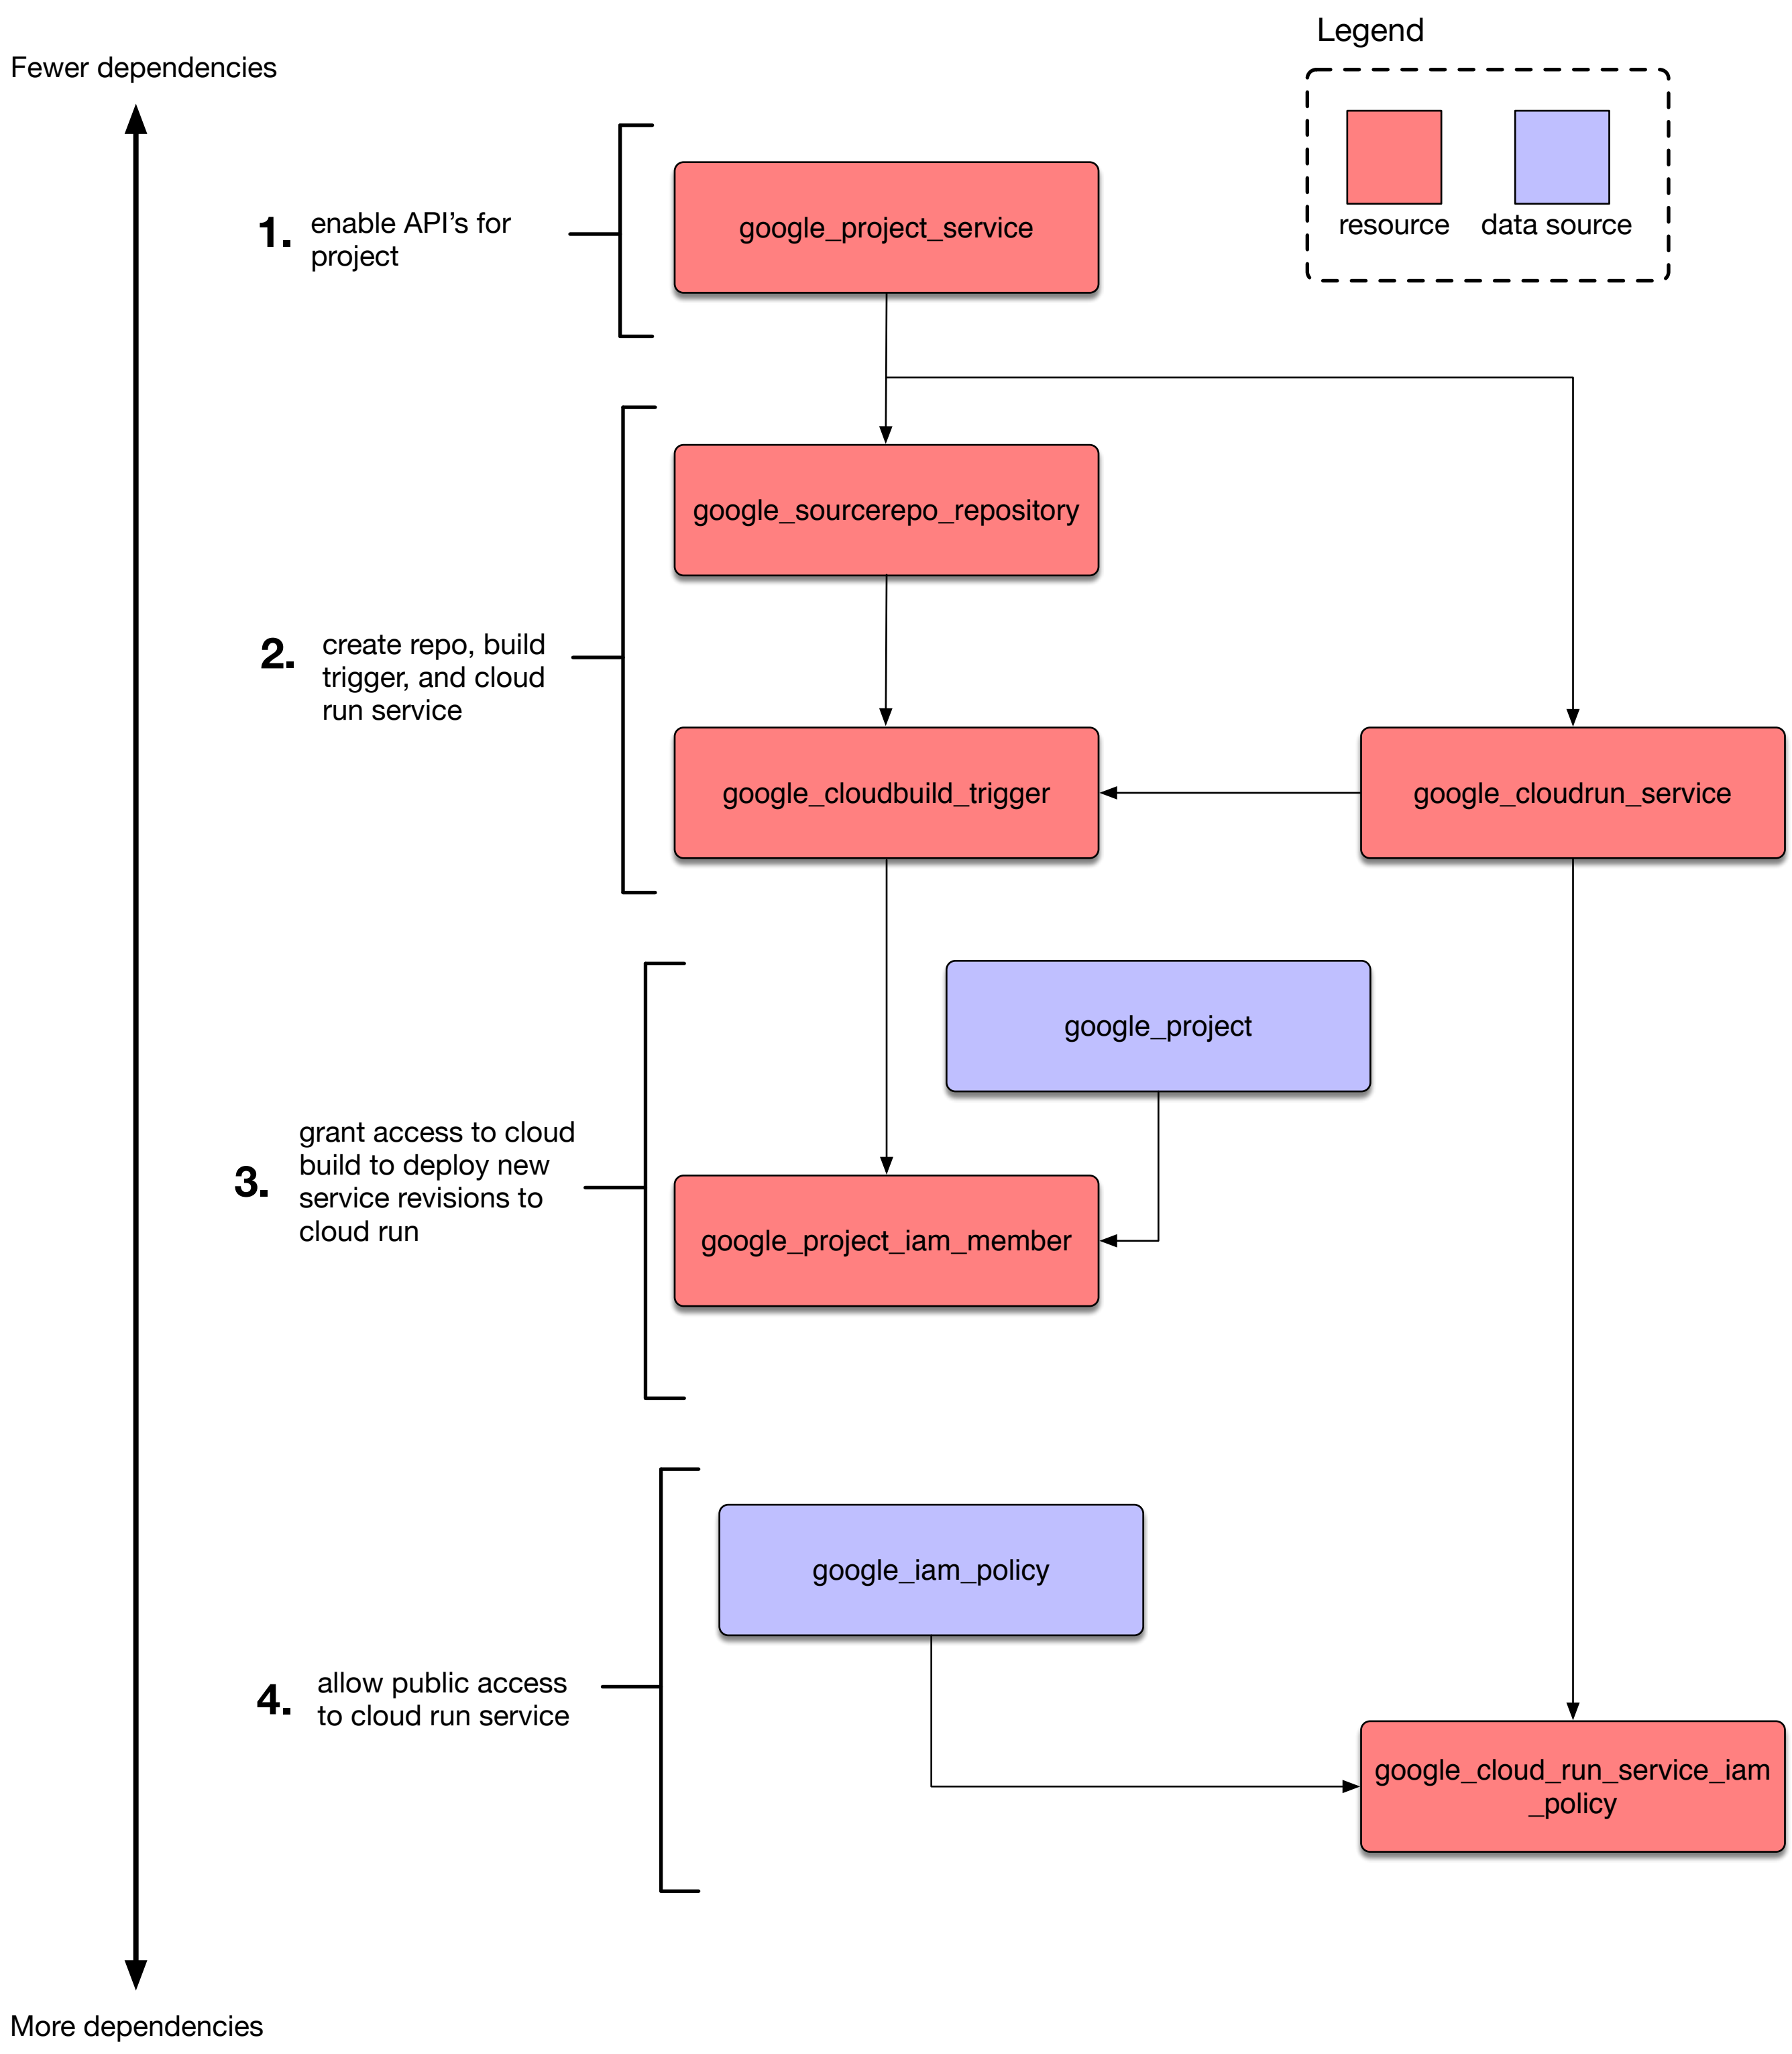 Legend
Fewer dependencies
resource
data source
1.
enable API’s for
project
google_project_service
google_sourcerepo_repository
2.
create repo, build
trigger, and cloud
run service
google_cloudbuild_trigger
google_cloudrun_service
google_project
3.
grant access to cloud
build to deploy new
service revisions to
cloud run
google_project_iam_member
google_iam_policy
4.
allow public access
to cloud run service
google_cloud_run_service_iam
_policy
More dependencies